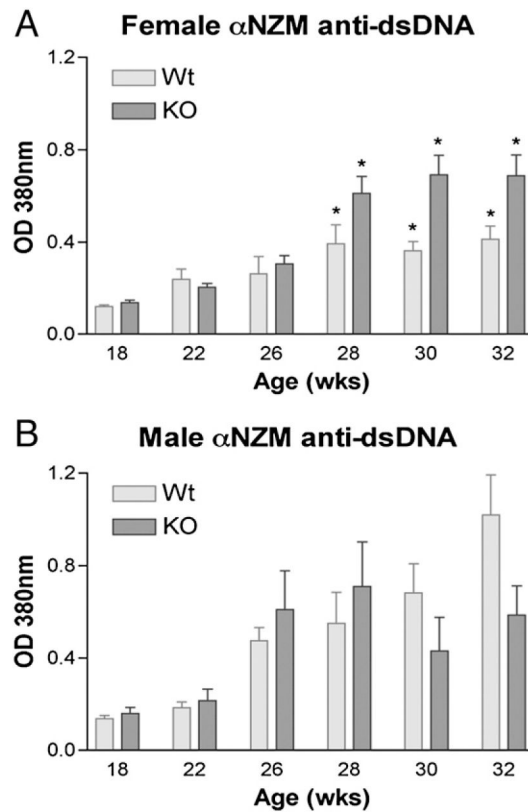 A Female αNZM anti-dsDNA
1.2
Wt
KO
0.8
OD 380nm
0.4
0.0
* * * * * *
18 22 26 28 30 32
Age (wks)
B Male αNZM anti-dsDNA
1.2
Wt
KO
0.8
OD 380nm
0.4
0.0
18 22 26 28 30 32
Age (wks)